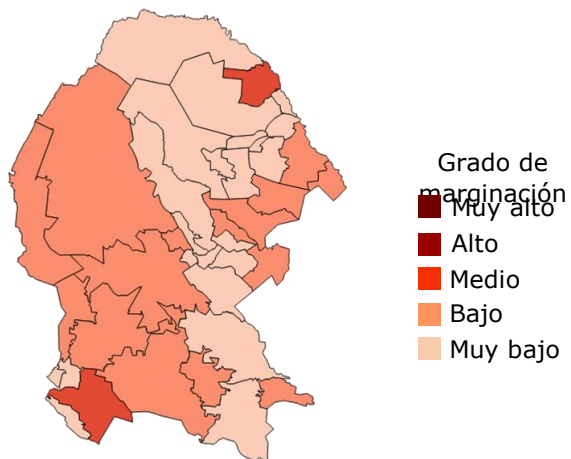 Grado de
marginación
Muy alto
Alto
Medio
Bajo
Muy bajo